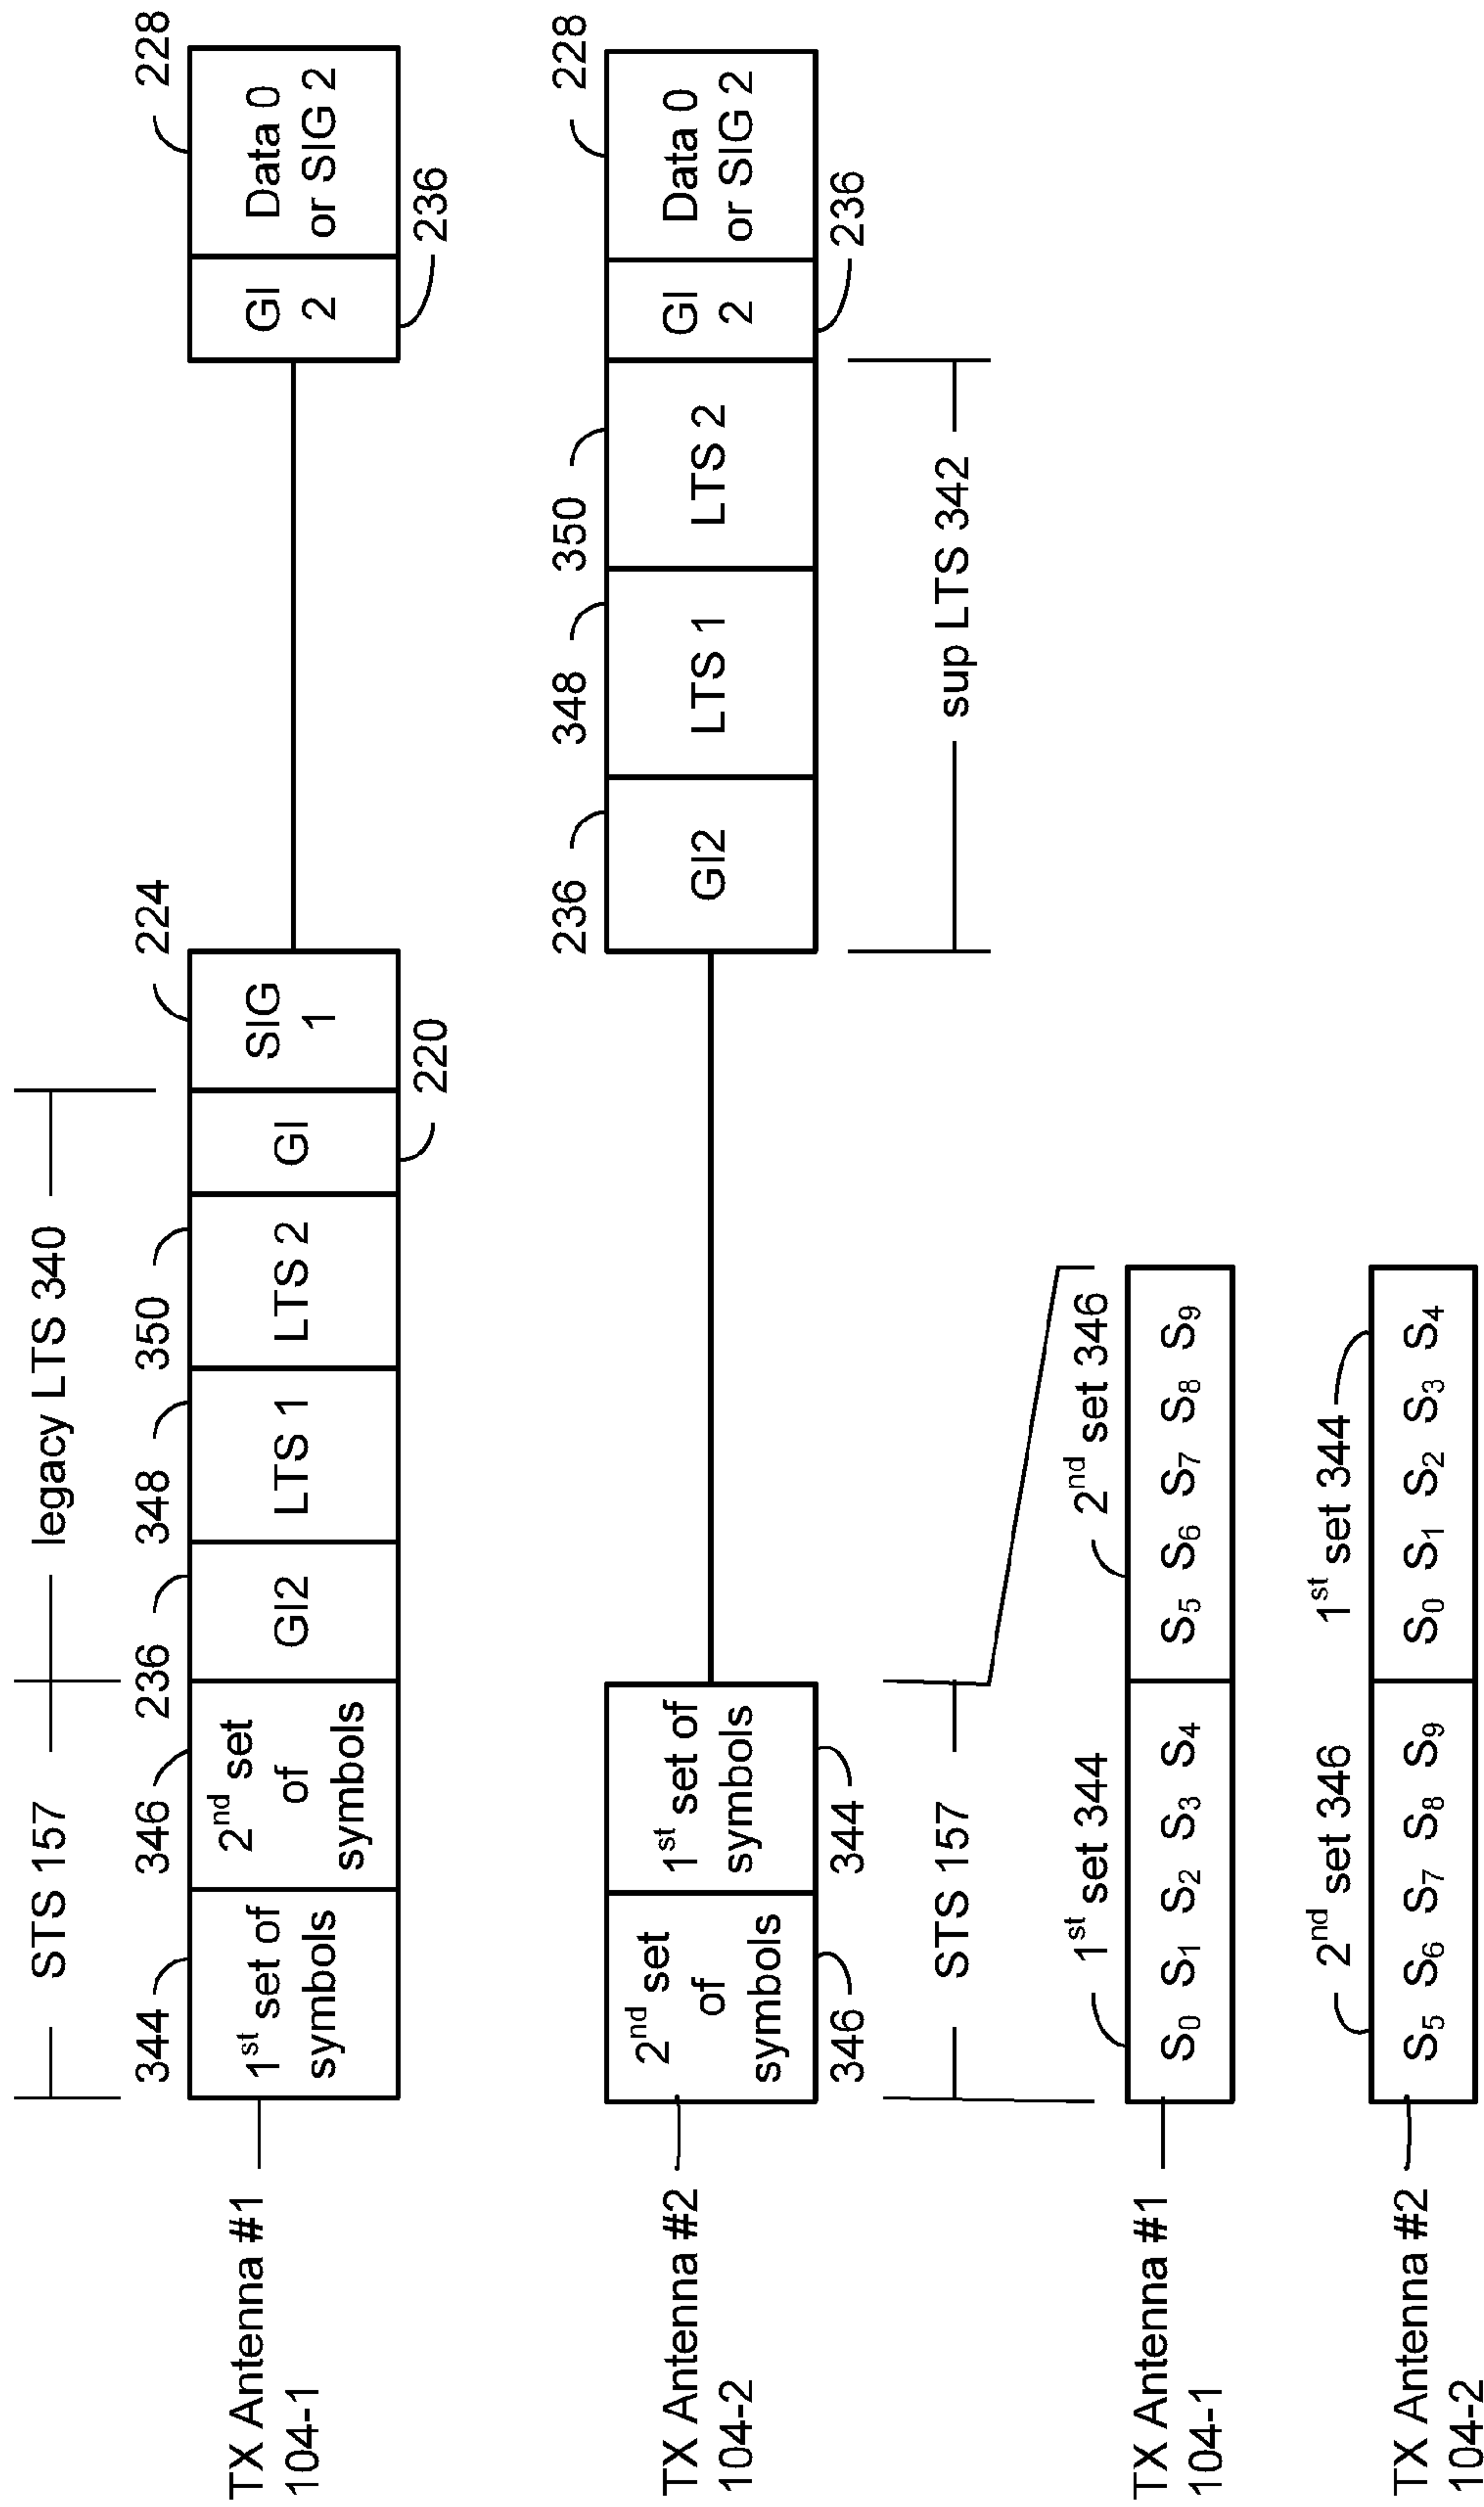 STS 157
legacy LTS 340
344
346
236
348
350
224
228
TX Antenna #1
104-1
1st set of
symbols
2nd set
of
symbols
GI2
LTS 1
LTS 2
GI
SIG
1
GI
2
Data 0
or SIG 2
220
236
236
348
350
228
TX Antenna #2
104-2
2nd set
of
symbols
1st set of
symbols
GI2
LTS 1
LTS 2
GI
2
Data 0
or SIG 2
346
344
236
STS 157
sup LTS 342
1st set 344
2nd set 346
TX Antenna #1
104-1
S0 S1 S2 S3 S4
S5 S6 S7 S8 S9
2nd set 346
1st set 344
TX Antenna #2
104-2
S5 S6 S7 S8 S9
S0 S1 S2 S3 S4